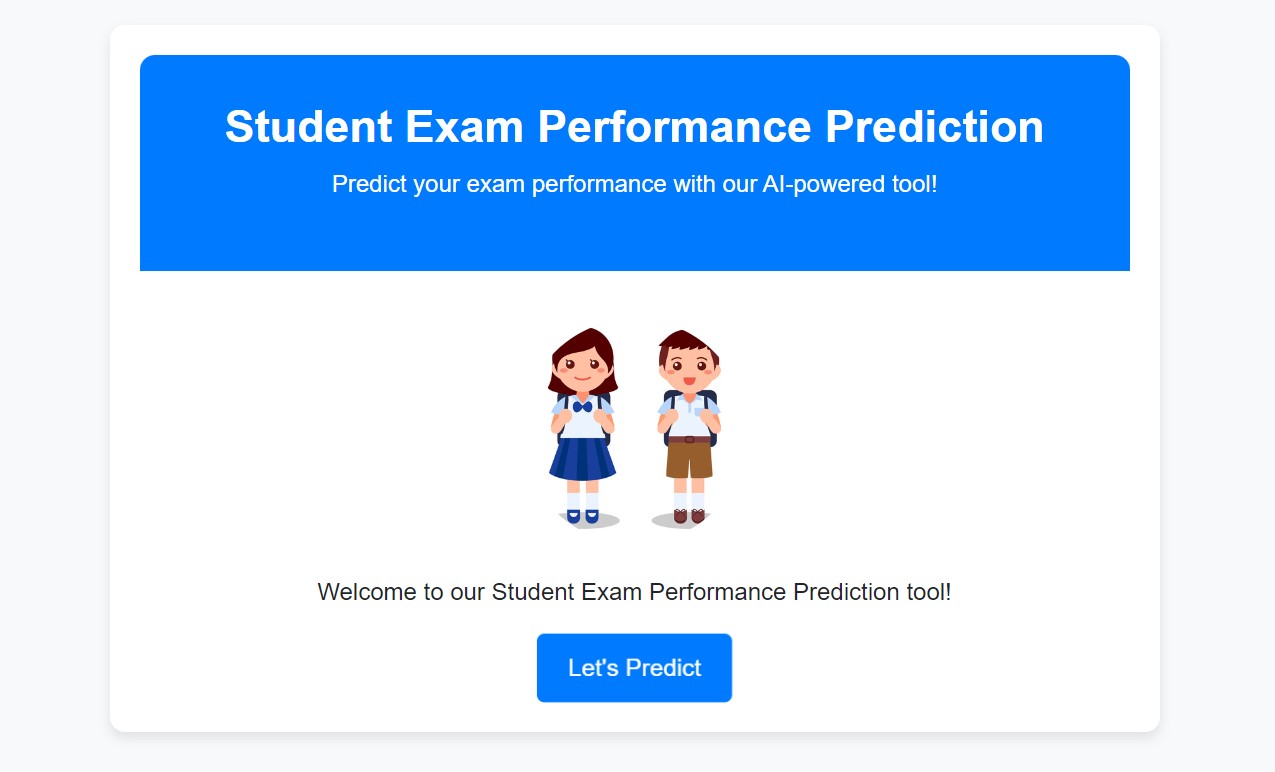 Student Exam Performance Prediction
Predict your exam performance with our AI-powered tool!
Welcome to our Student Exam Performance Prediction tool!
Let's Predict